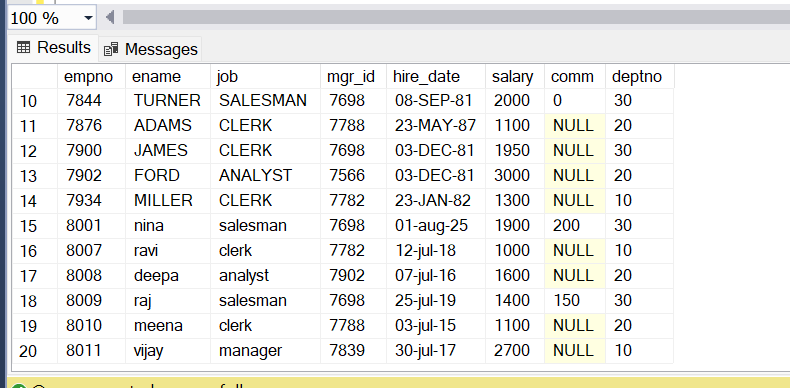 100 %
Results Messages
empno ename job mgr_id hire_date salary comm deptno
10 7844 TURNER SALESMAN 7698 08-SEP-81 2000 0 30
11 7876 ADAMS CLERK 7788 23-MAY-87 1100 NULL 20
12 7900 JAMES CLERK 7698 03-DEC-81 1950 NULL 30
13 7902 FORD ANALYST 7566 03-DEC-81 3000 NULL 20
14 7934 MILLER CLERK 7782 23-JAN-82 1300 NULL 10
15 8001 nina salesman 7698 01-aug-25 1900 200 30
16 8007 ravi clerk 7782 12-jul-18 1000 NULL 10
17 8008 deepa analyst 7902 07-jul-16 1600 NULL 20
18 8009 raj salesman 7698 25-jul-19 1400 150 30
19 8010 meena clerk 7788 03-jul-15 1100 NULL 20
20 8011 vijay manager 7839 30-jul-17 2700 NULL 10